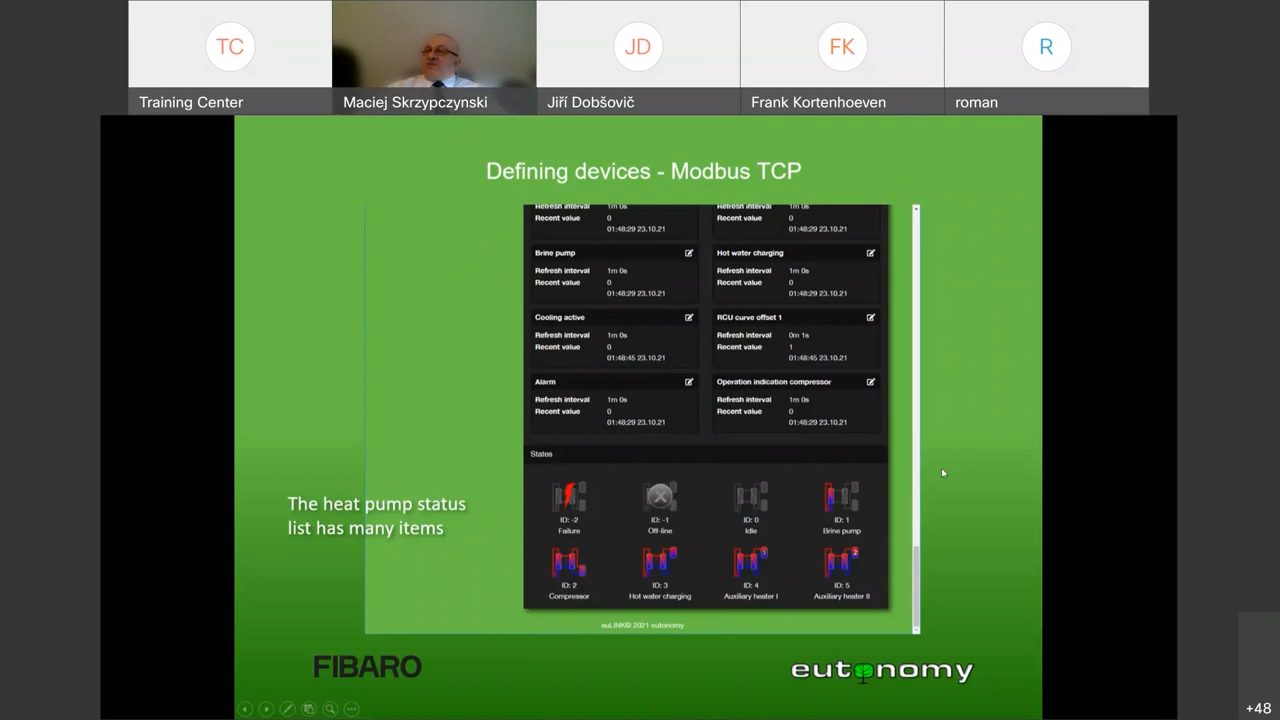 TC
JD
FK
R
Training Center
Maciej Skrzypczynski
Jiří Dobšovič
Frank Kortenhoeven
roman
Defining devices - Modbus TCP
Refresh interval 1m 0s
Refresh interval 1m 0s
Recent value 0
Recent value 0
01:48:29 23.10.21
01:48:29 23.10.21
Brine pump
Hot water charging
Refresh interval 1m 0s
Refresh interval 1m 0s
Recent value 0
Recent value 0
01:48:29 23.10.21
01:48:29 23.10.21
Cooling active
RCU curve offset 1
Refresh interval 1m 0s
Refresh interval 0m 1s
Recent value 0
Recent value 1
01:48:45 23.10.21
01:48:45 23.10.21
Alarm
Operation indication compressor
Refresh interval 1m 0s
Refresh interval 1m 0s
Recent value 0
Recent value 0
01:48:29 23.10.21
01:48:29 23.10.21
States
ID: -2
Failure
ID: -1
Off-line
ID: 0
Idle
ID: 1
Brine pump
1
2
ID: 2
Compressor
ID: 3
Hot water charging
ID: 4
Auxiliary heater I
ID: 5
Auxiliary heater II
The heat pump status
list has many items
euLINK© 2021 eutonomy
FIBARO
eutonomy
+48